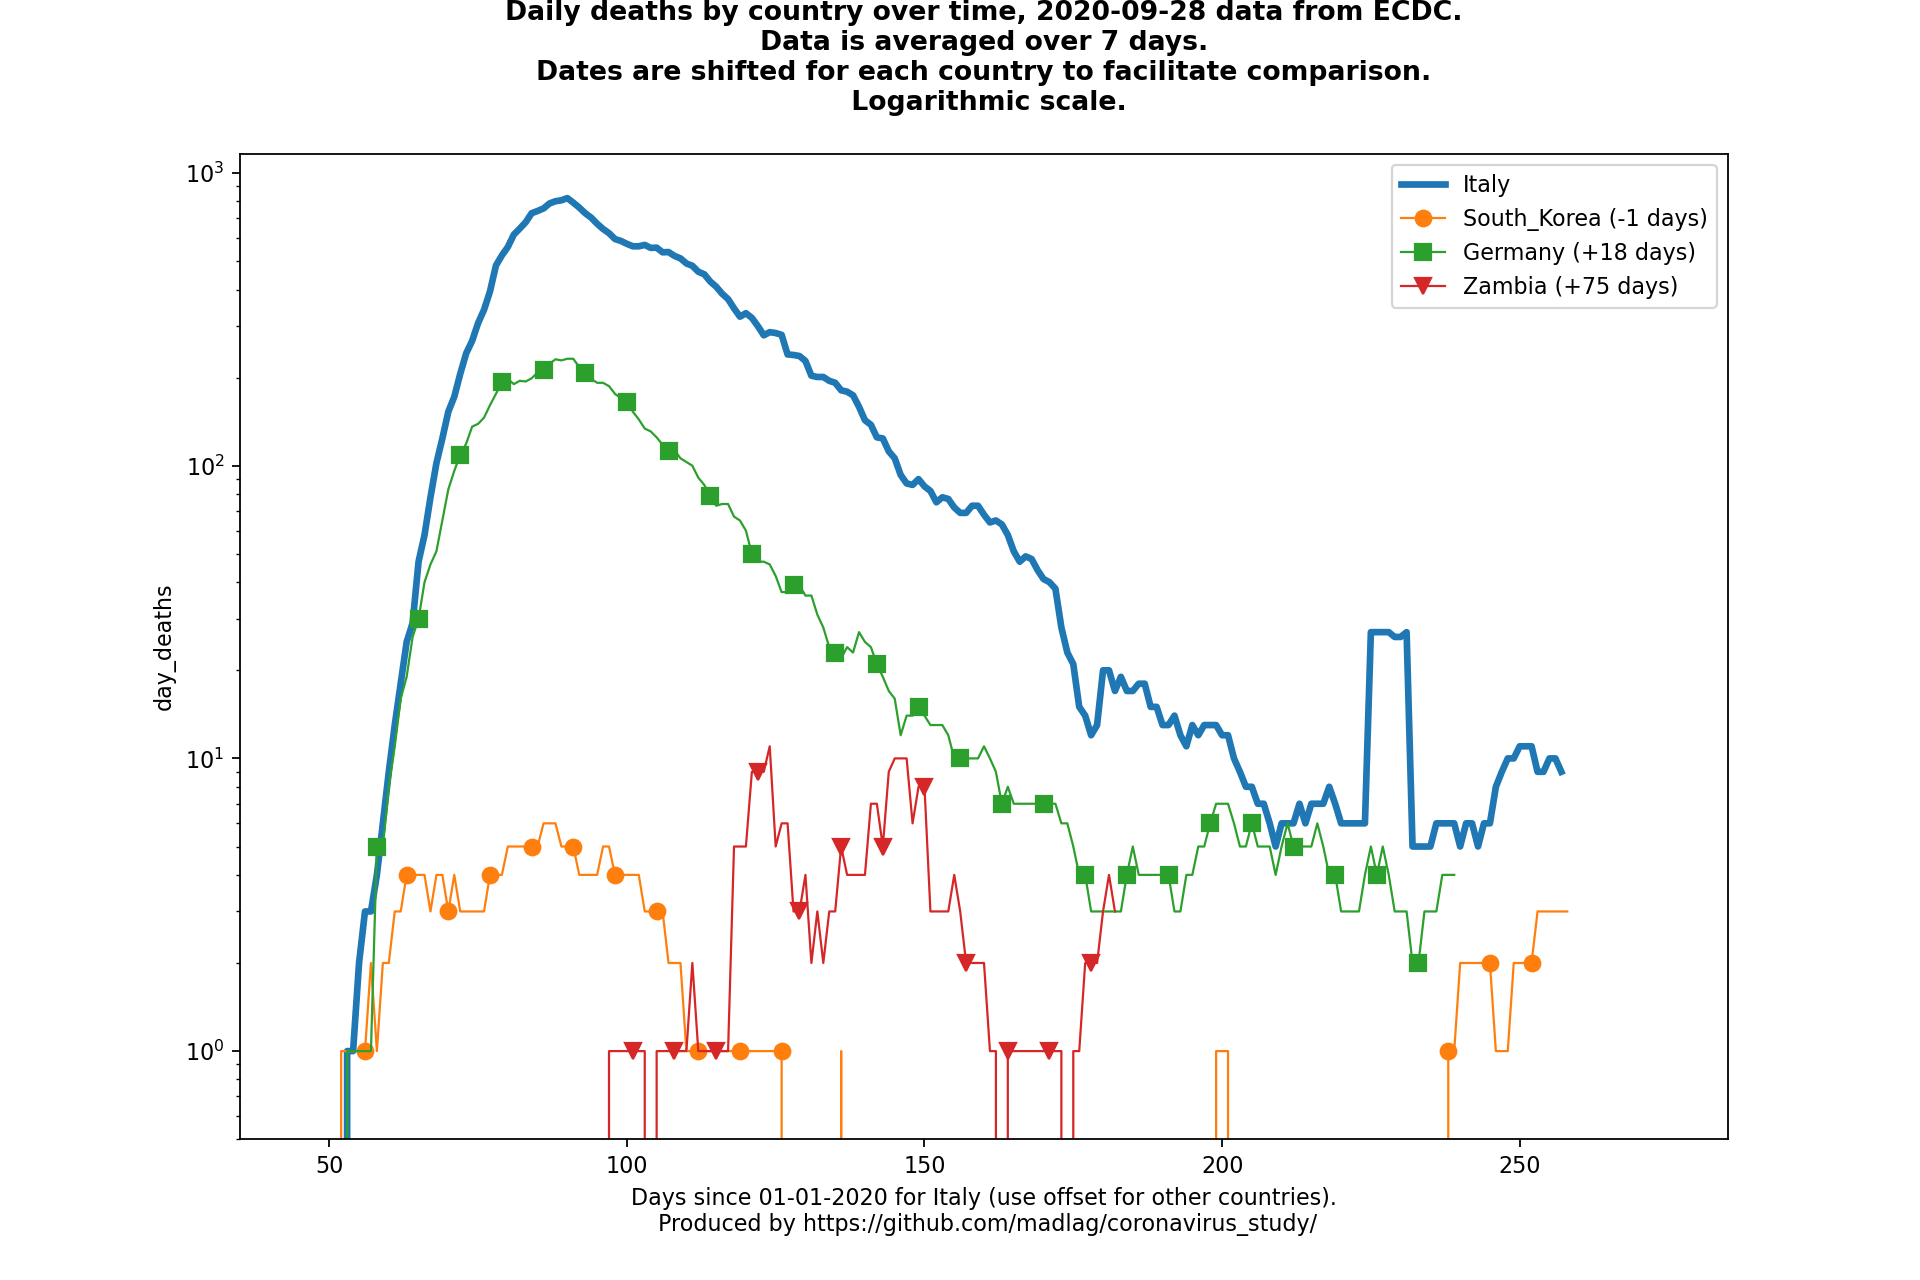 Daily deaths by country over time, 2020-09-28 data from ECDC.
Data is averaged over 7 days.
Dates are shifted for each country to facilitate comparison.
Logarithmic scale.
10³
10²
10¹
10⁰
day_deaths
Italy
South_Korea (-1 days)
Germany (+18 days)
Zambia (+75 days)
50 100 150 200 250
Days since 01-01-2020 for Italy (use offset for other countries).
Produced by https://github.com/madlag/coronavirus_study/